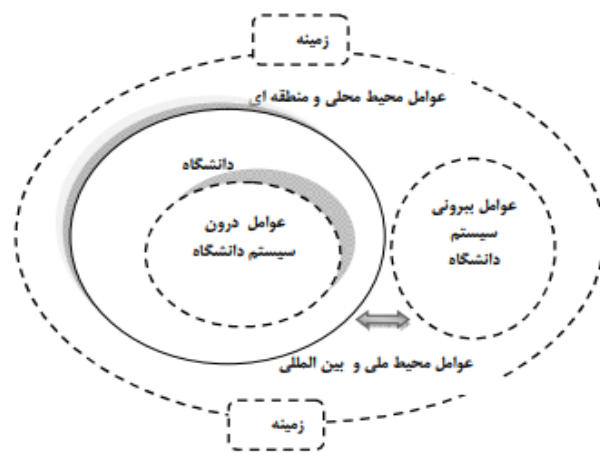 زمینه
عوامل محیط محلی و منطقه ای
دانشگاه
عوامل درون
سیستم دانشگاه
عوامل بیرونی
سیستم
دانشگاه
عوامل محیط ملی و بین المللی
زمینه